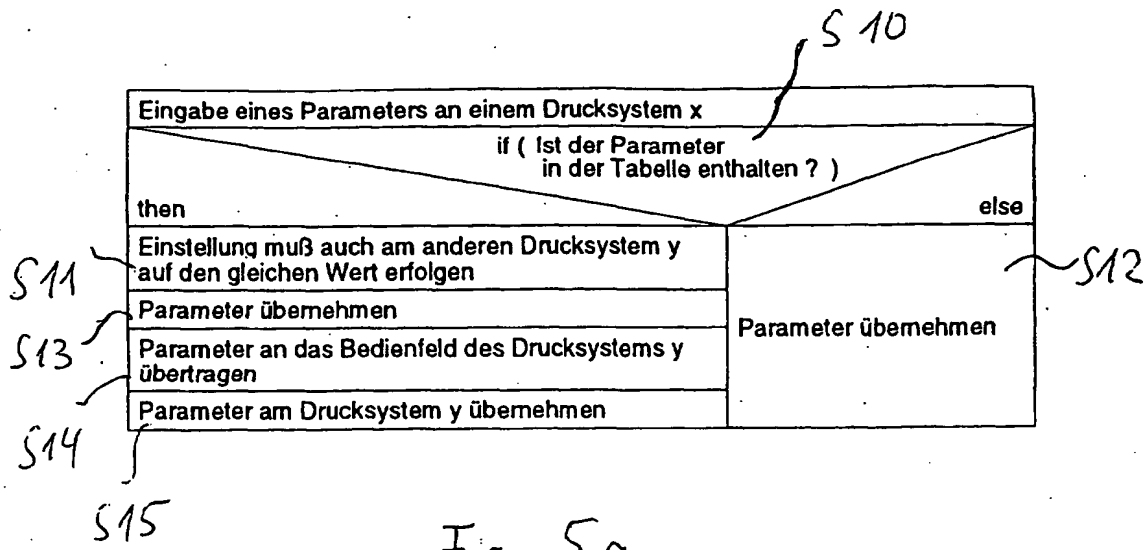 S 10
Eingabe eines Parameters an einem Drucksystem x
if ( Ist der Parameter
in der Tabelle enthalten ? )
then
else
Einstellung muß auch am anderen Drucksystem y
auf den gleichen Wert erfolgen
S11
S12
Parameter übernehmen
S13
Parameter übernehmen
Parameter an das Bedienfeld des Drucksystems y
übertragen
S14
Parameter am Drucksystem y übernehmen
S15